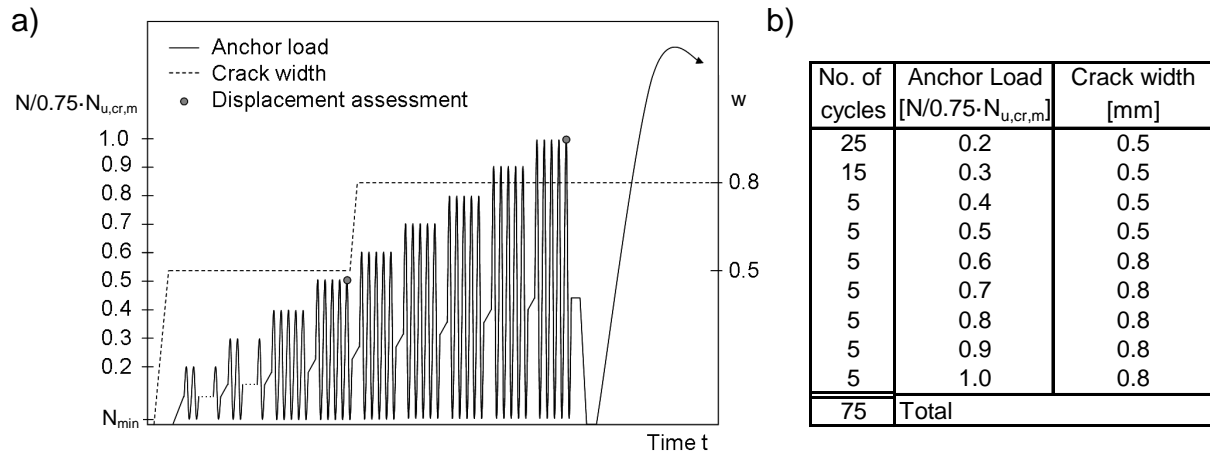 a)
Anchor load
Crack width
Displacement assessment
N/0.75·Nu,cr,m
w
1.0
0.9
0.8
0.7
0.6
0.5
0.4
0.3
0.2
Nmin
0.8
0.5
Time t
b)
No. of cycles Anchor Load [N/0.75·Nu,cr,m] Crack width [mm]
25 0.2 0.5
15 0.3 0.5
5 0.4 0.5
5 0.5 0.5
5 0.6 0.8
5 0.7 0.8
5 0.8 0.8
5 0.9 0.8
5 1.0 0.8
75 Total